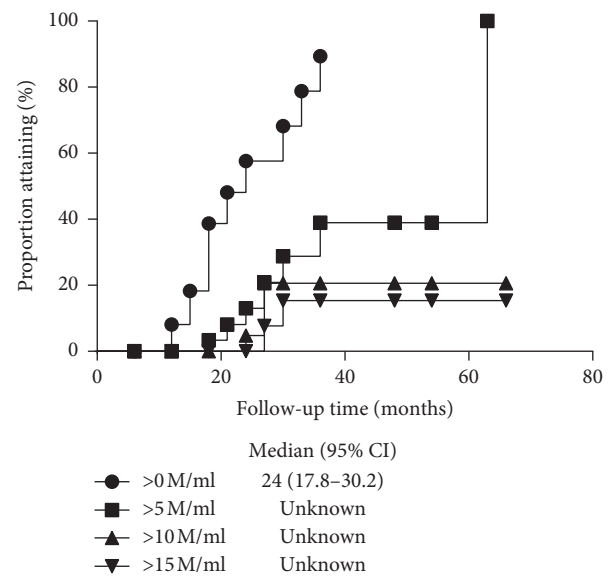 100
80
60
40
20
0
Proportion attaining (%)
0 20 40 60 80
Follow-up time (months)
Median (95% CI)
>0 M/ml 24 (17.8–30.2)
>5 M/ml Unknown
>10 M/ml Unknown
>15 M/ml Unknown